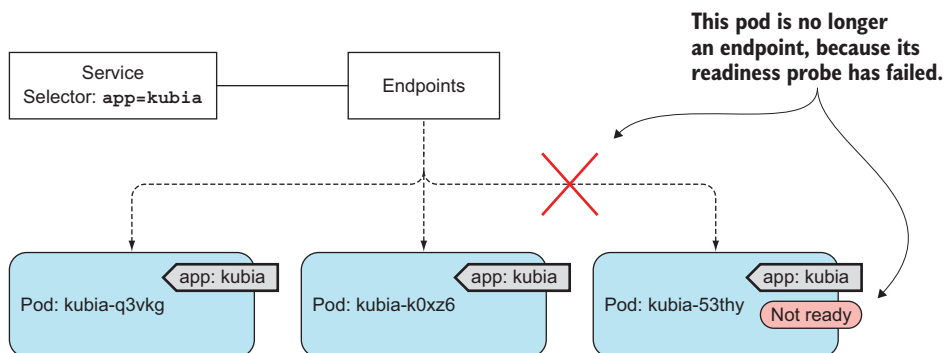 This pod is no longer
an endpoint, because its
readiness probe has failed.
Service
Selector: app=kubia
Endpoints
app: kubia
Pod: kubia-q3vkg
app: kubia
Pod: kubia-k0xz6
app: kubia
Pod: kubia-53thy
Not ready